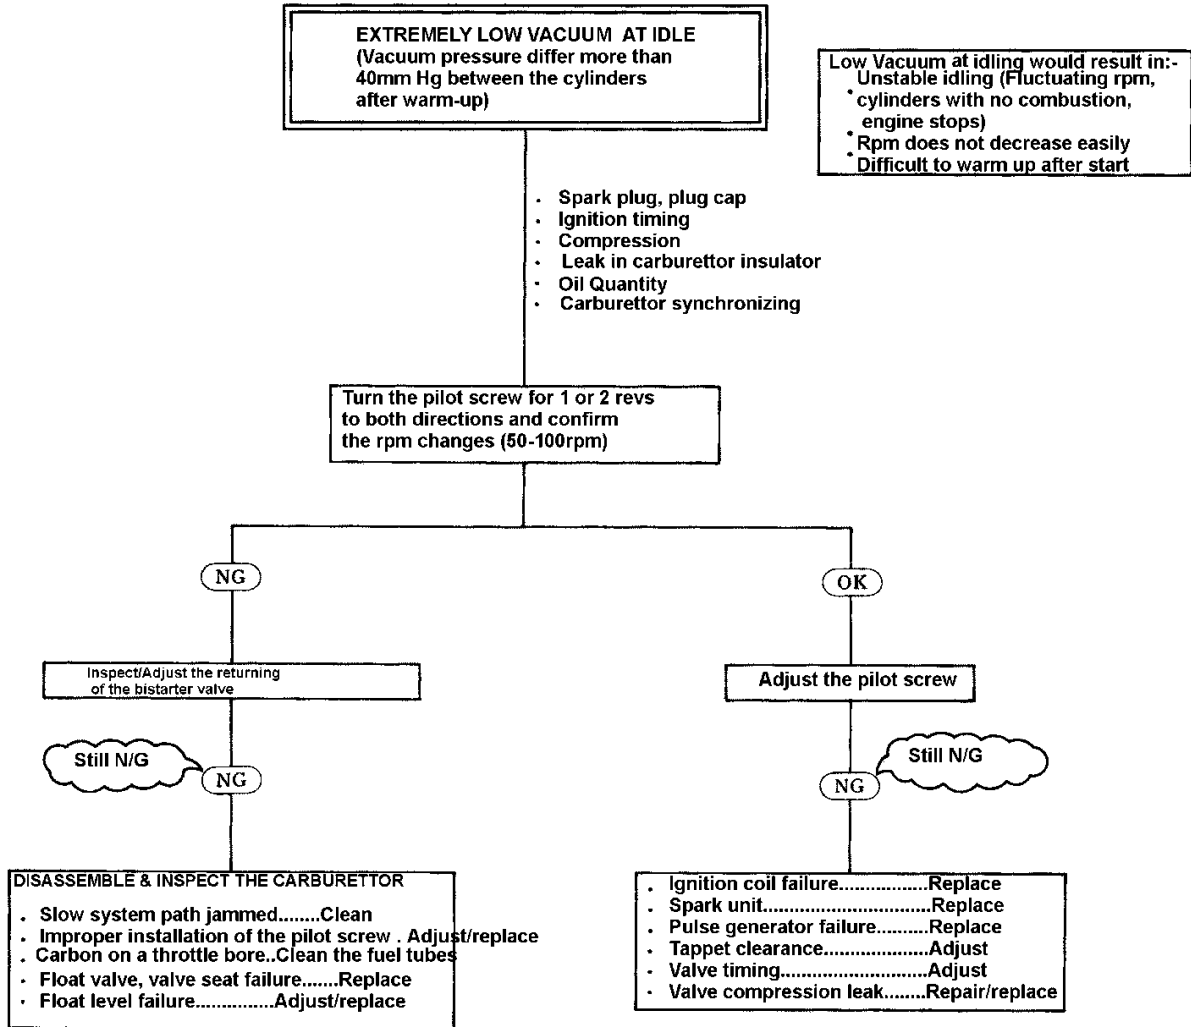 EXTREMELY LOW VACUUM AT IDLE
(Vacuum pressure differ more than
40mm Hg between the cylinders
after warm-up)
Low Vacuum at idling would result in:-
Unstable idling (Fluctuating rpm,
• cylinders with no combustion,
engine stops)
• Rpm does not decrease easily
• Difficult to warm up after start
. Spark plug, plug cap
. Ignition timing
. Compression
. Leak in carburettor insulator
. Oil Quantity
. Carburettor synchronizing
Turn the pilot screw for 1 or 2 revs
to both directions and confirm
the rpm changes (50-100rpm)
NG
OK
Inspect/Adjust the returning
of the bistarter valve
Adjust the pilot screw
Still N/G
NG
Still N/G
NG
DISASSEMBLE & INSPECT THE CARBURETTOR
. Slow system path jammed........Clean
. Improper installation of the pilot screw . Adjust/replace
. Carbon on a throttle bore..Clean the fuel tubes
. Float valve, valve seat failure.......Replace
. Float level failure..............Adjust/replace
. Ignition coil failure................Replace
. Spark unit..............................Replace
. Pulse generator failure..........Replace
. Tappet clearance...................Adjust
. Valve timing..........................Adjust
. Valve compression leak........Repair/replace